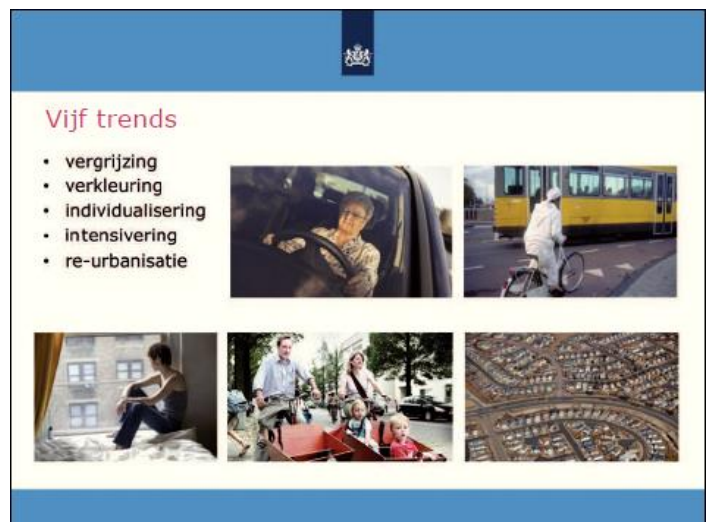 Vijf trends
• vergrijzing
• verkleuring
• individualisering
• intensivering
• re-urbanisatie